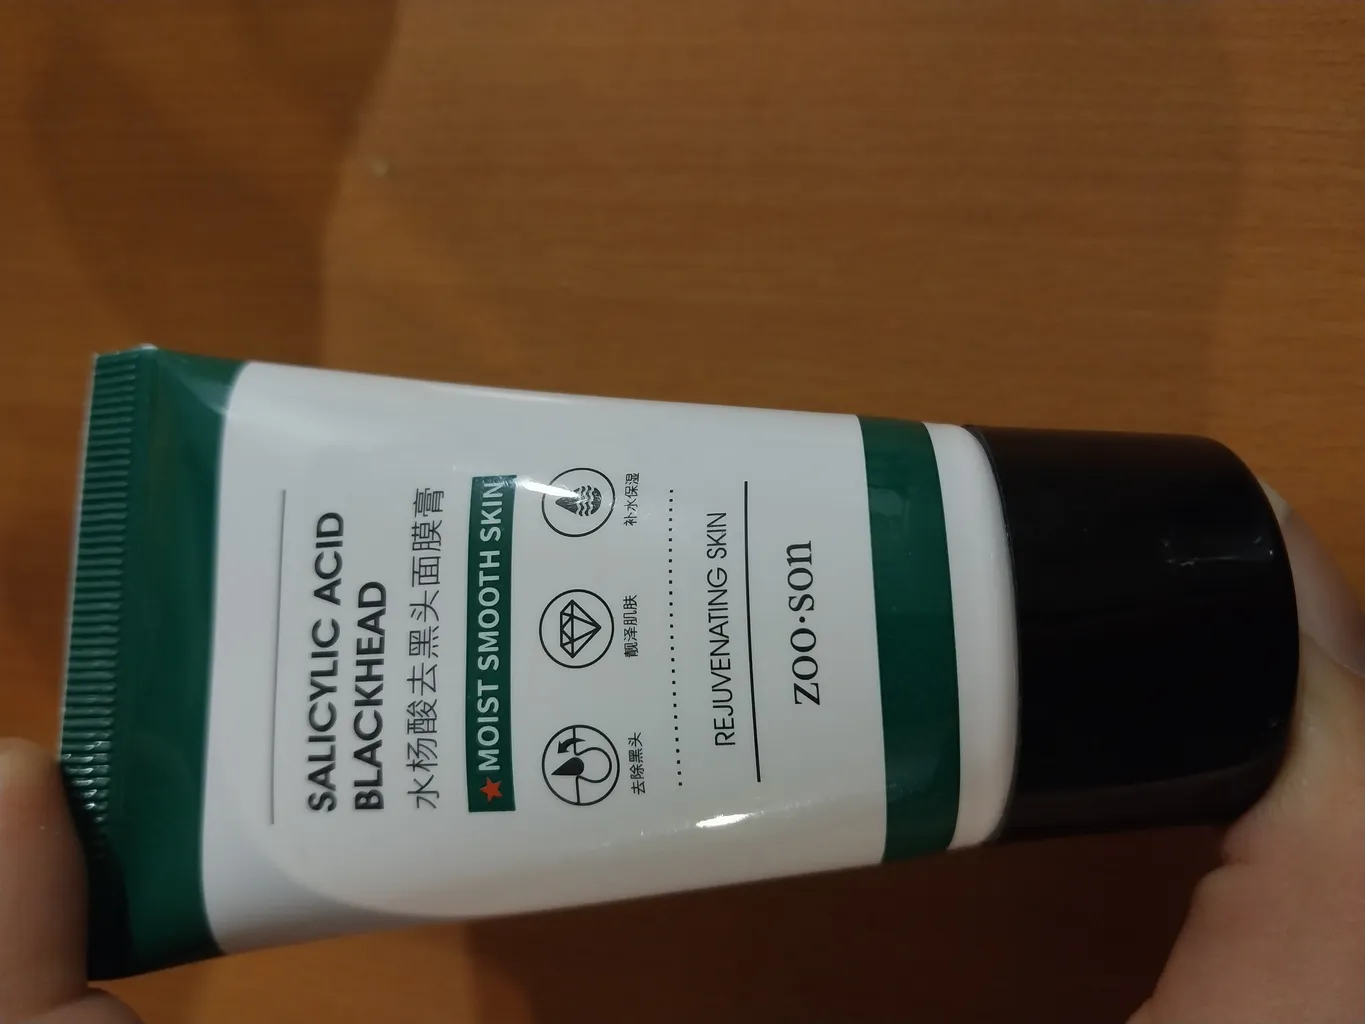 SALICYLIC ACID
BLACKHEAD
水杨酸去黑头面膜膏
MOIST SMOOTH SKIN
去除黑头 靓泽肌肤 补水保湿
REJUVENATING SKIN
zoo·son